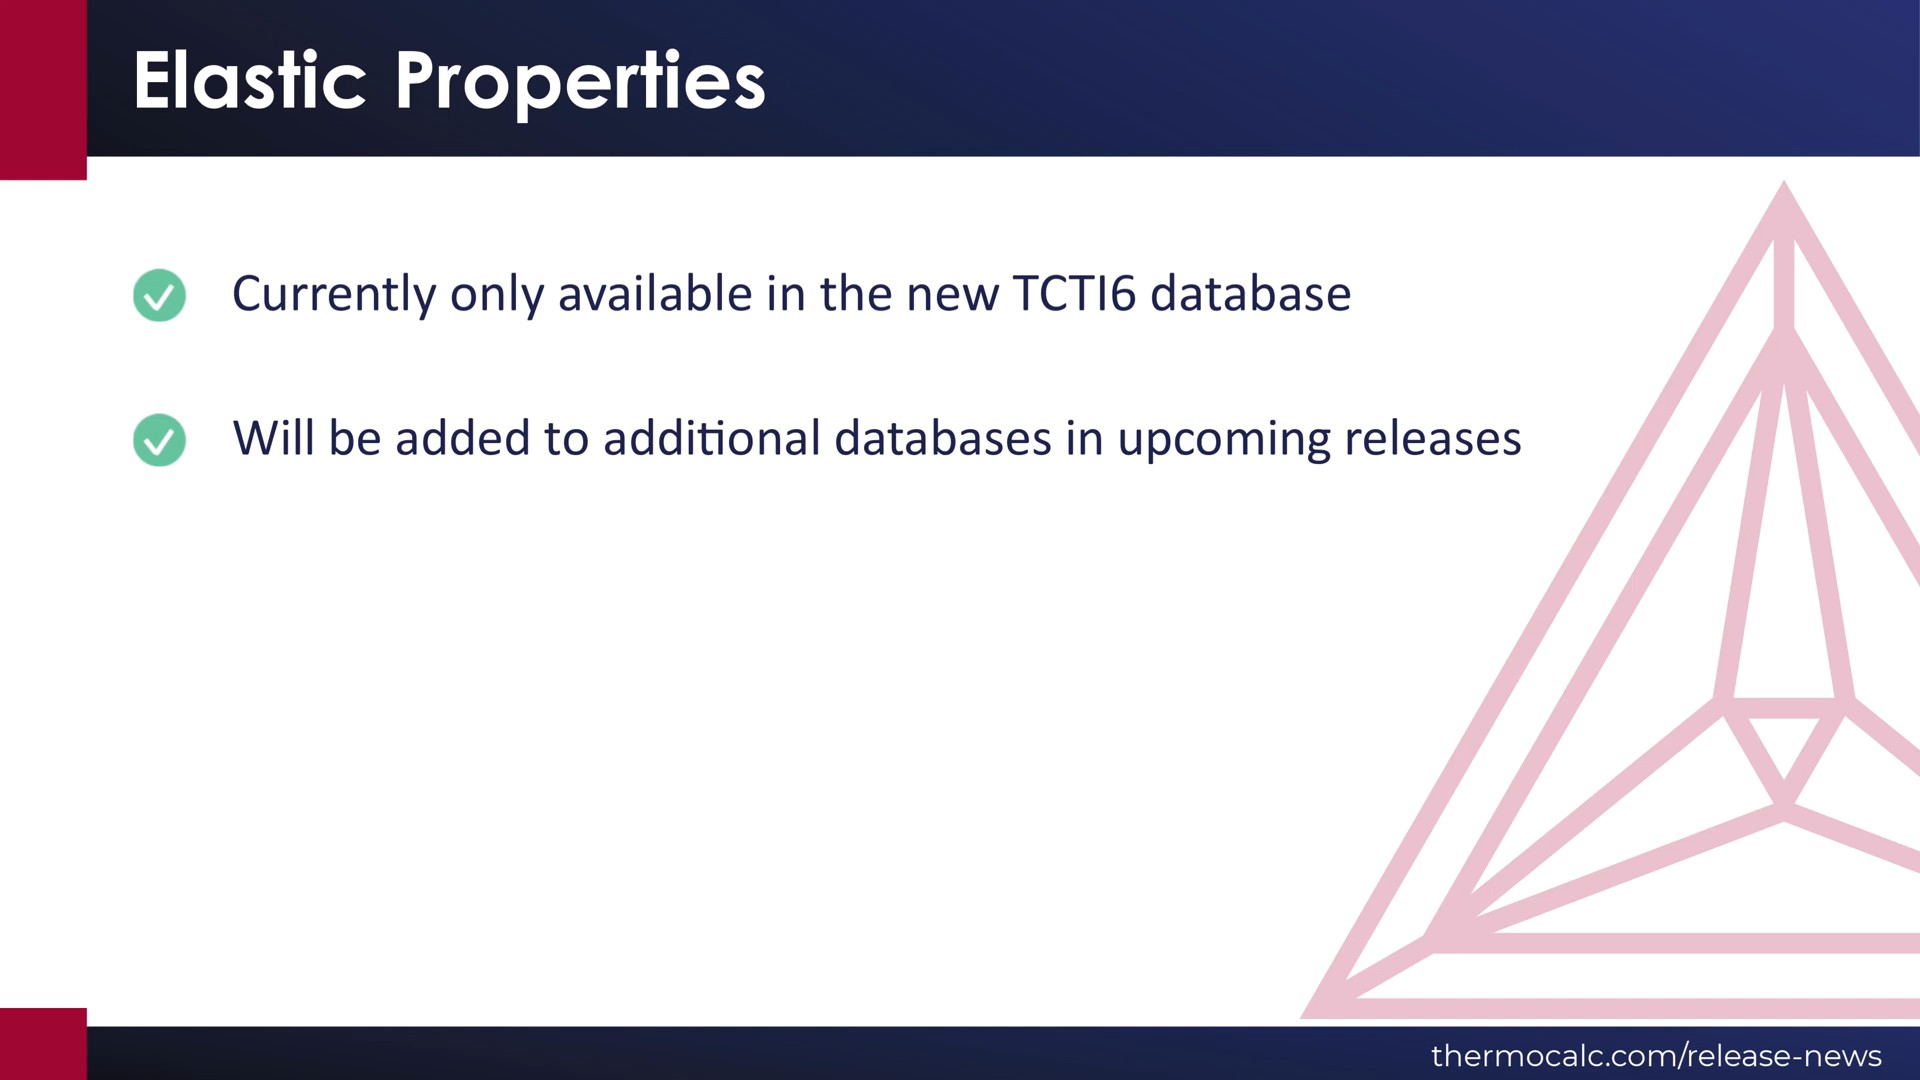 Elastic Properties
Currently only available in the new TCTI6 database
Will be added to additional databases in upcoming releases
thermocalc.com/release-news